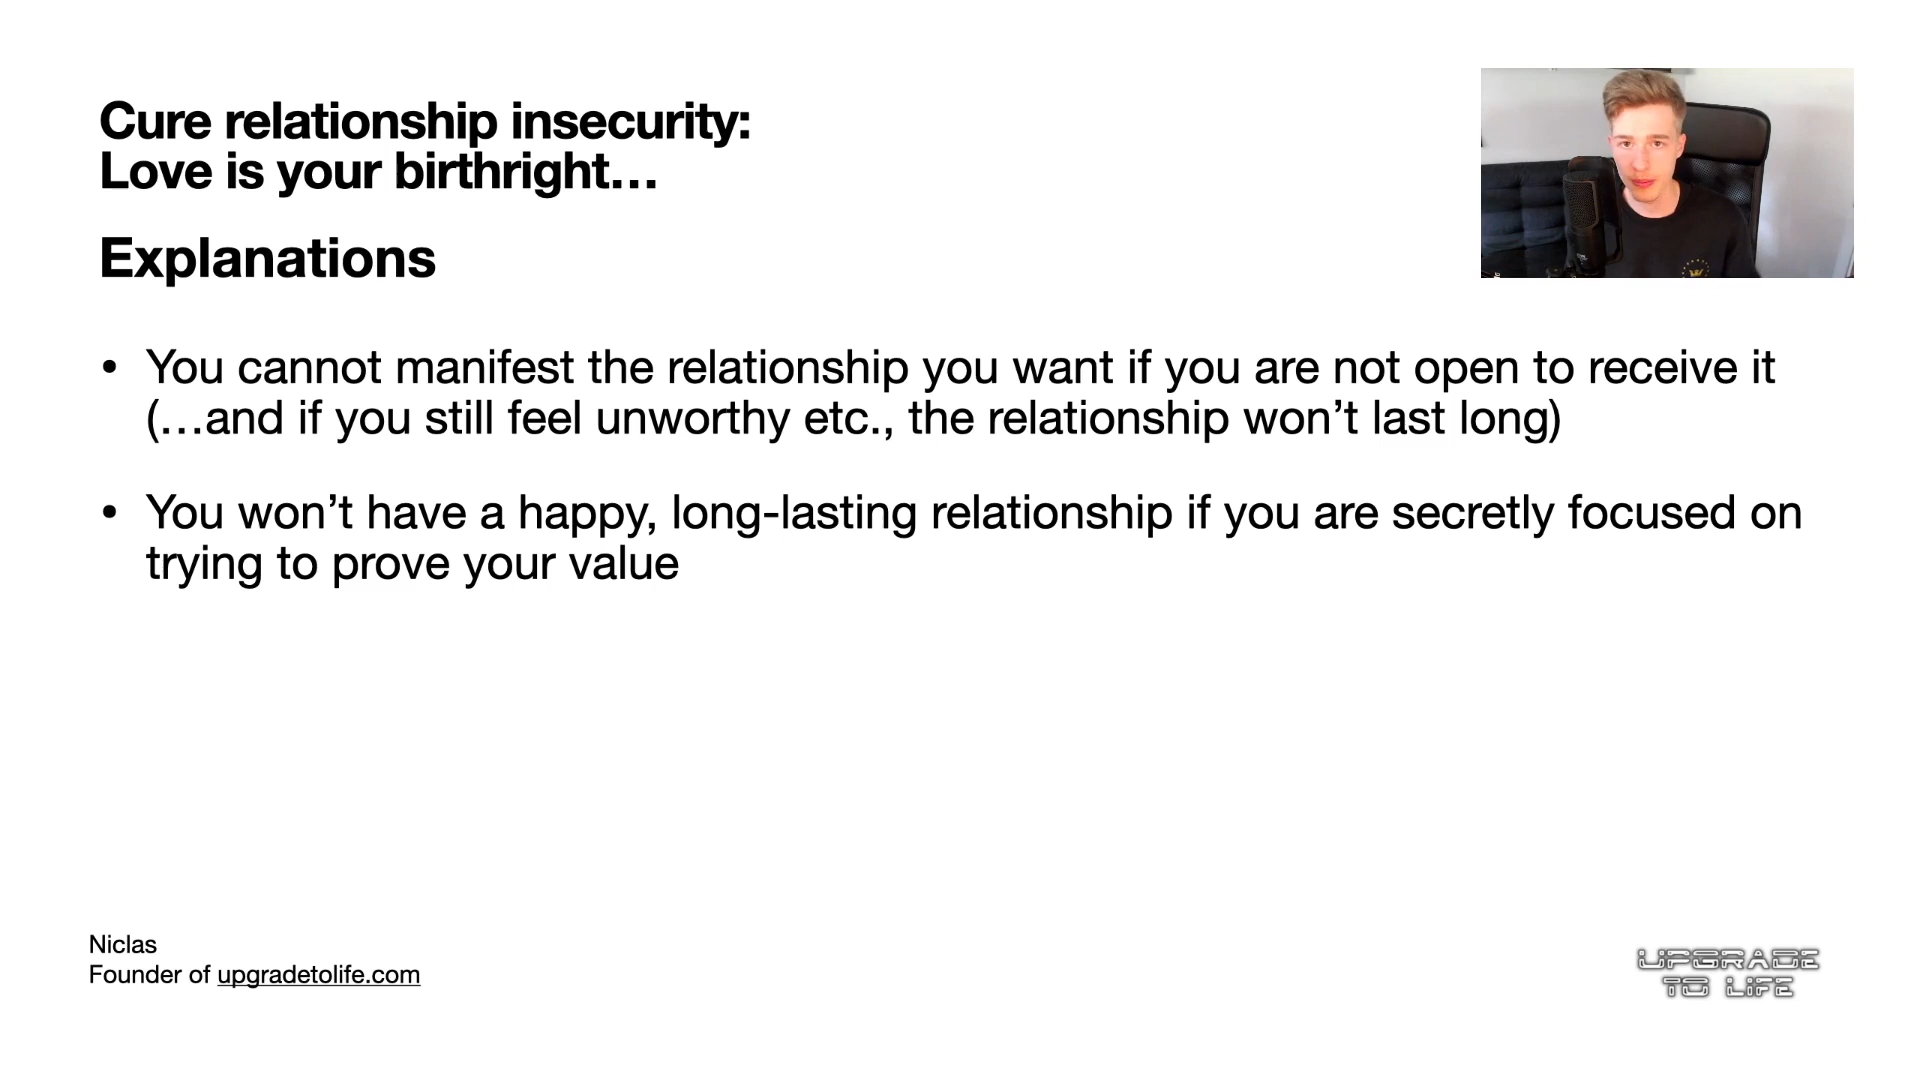 Cure relationship insecurity:
Love is your birthright…
Explanations
• You cannot manifest the relationship you want if you are not open to receive it
(…and if you still feel unworthy etc., the relationship won’t last long)
• You won’t have a happy, long-lasting relationship if you are secretly focused on
trying to prove your value
Niclas
Founder of upgradetolife.com
UPGRADE
TO LIFE